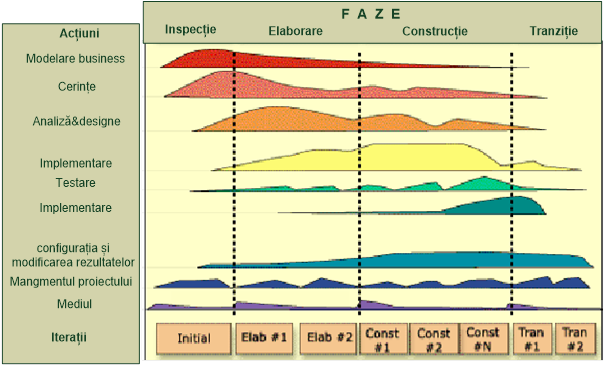 F A Z E
Acțiuni
Inspecție
Elaborare
Construcție
Tranziție
Modelare business
Cerințe
Analiză&designe
Implementare
Testare
Implementare
configurația și
modificarea rezultatelor
Mangmentul proiectului
Mediul
Iterații
Initial
Elab #1
Elab #2
Const
#1
Const
#2
Const
#N
Tran
#1
Tran
#2